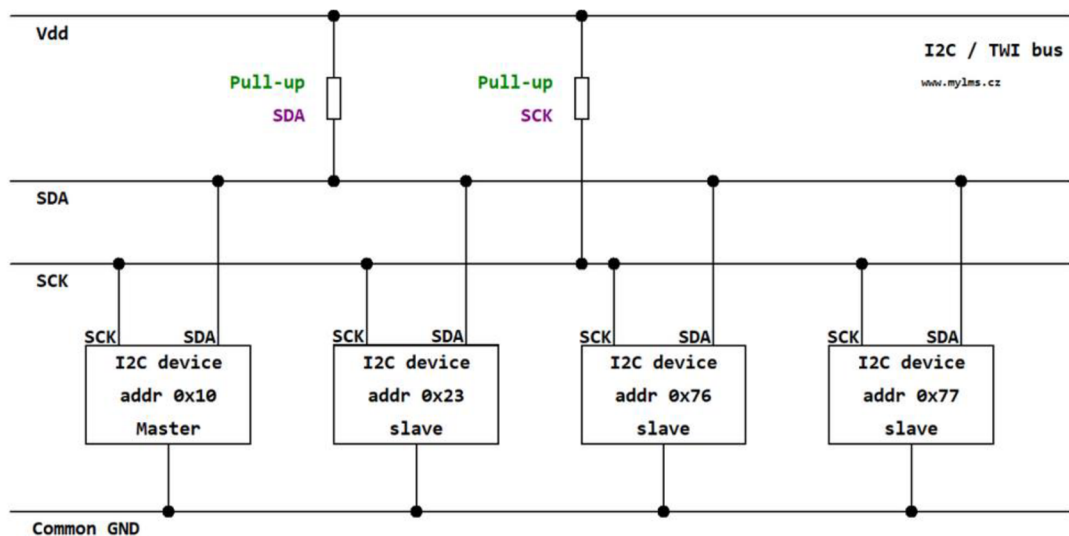 Vdd
I2C / TWI bus
www.mylms.cz
Pull-up
SDA
Pull-up
SCK
SDA
SCK
SCK SDA
I2C device
addr 0x10
Master
SCK SDA
I2C device
addr 0x23
slave
SCK SDA
I2C device
addr 0x76
slave
SCK SDA
I2C device
addr 0x77
slave
Common GND